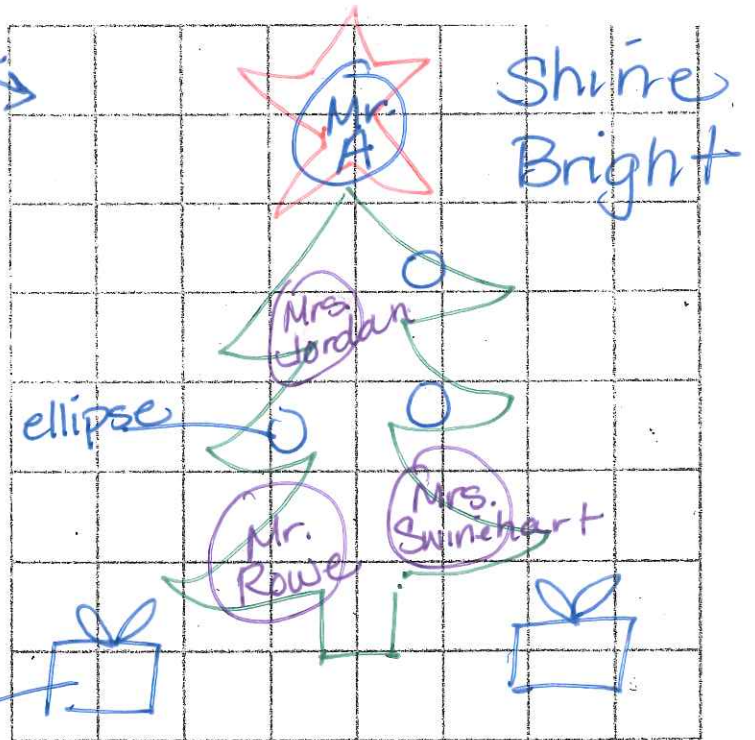 Shine
Bright
Mr.
A
Mrs.
Jordan
ellipse
Mrs.
Swinehart
Mr.
Rowe